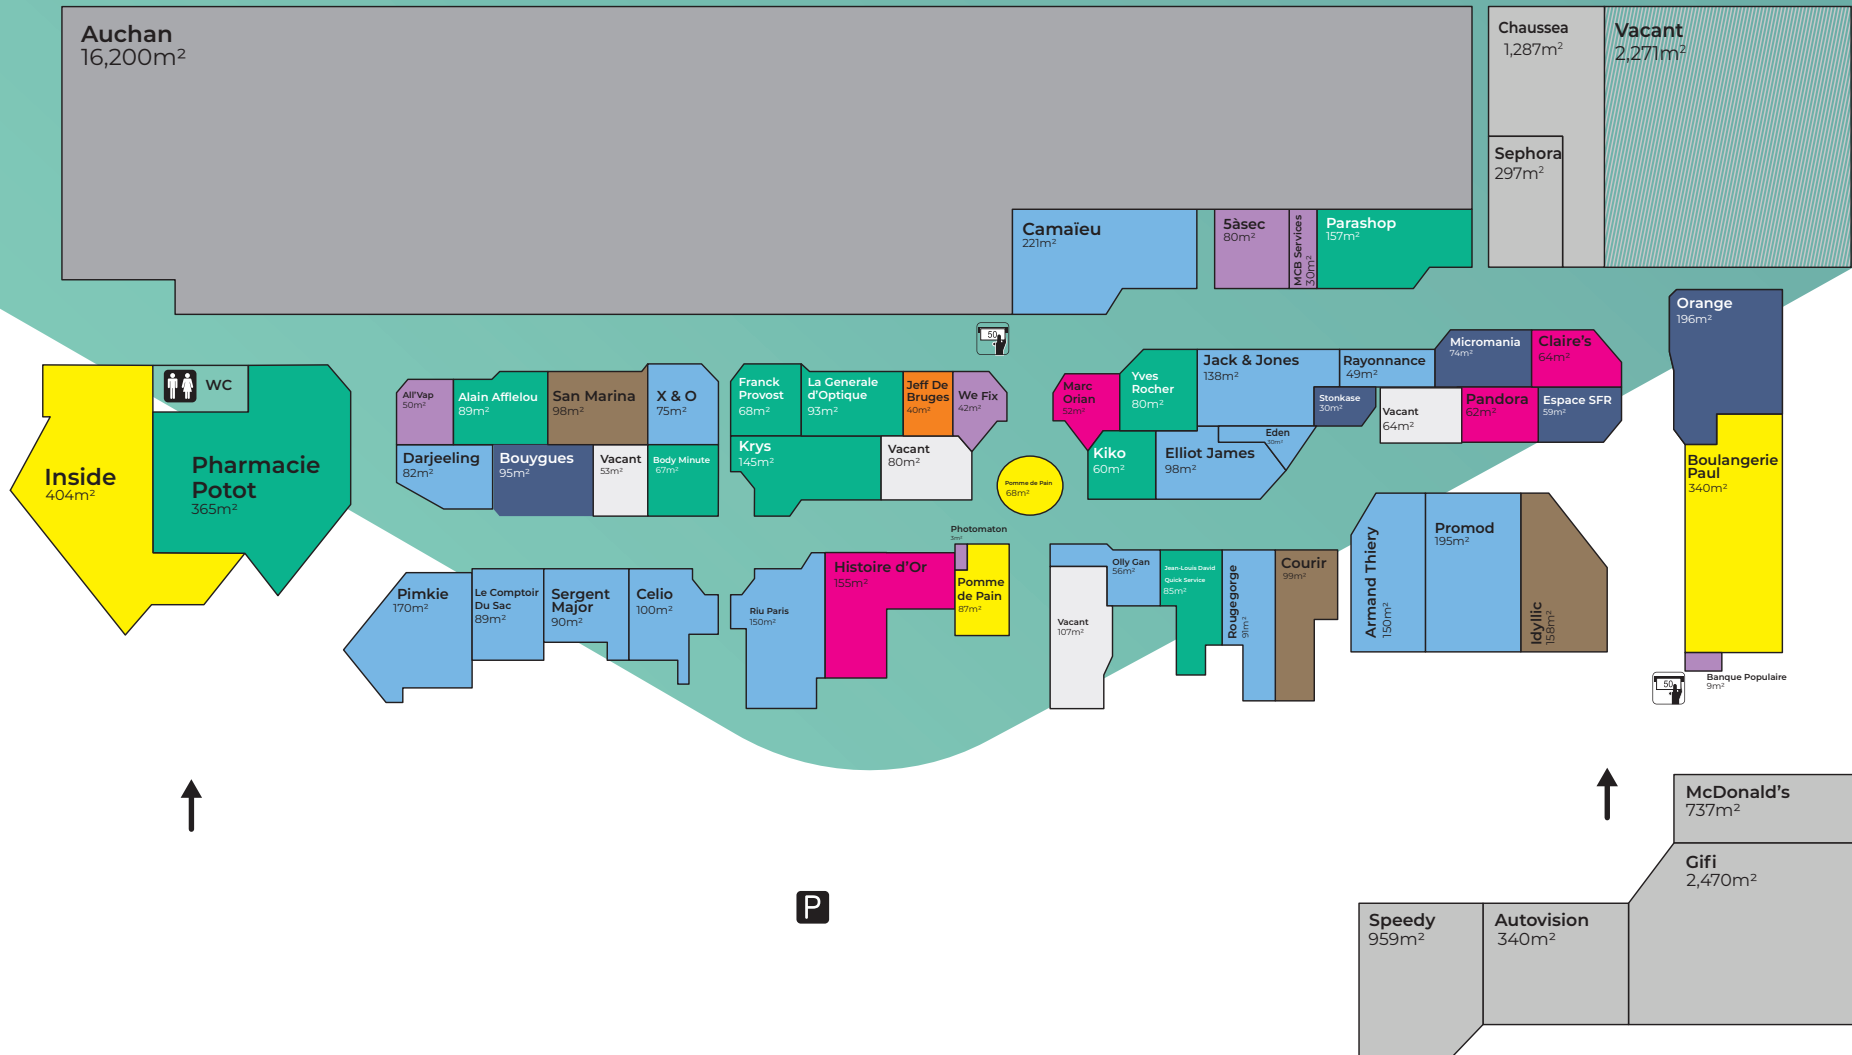 Auchan
16,200m²
Chaussea
1,287m²
Vacant
2,271m²
Sephora
297m²
Camaïeu
221m²
5àsec
80m²
MCB Services
30m²
Parashop
157m²
Orange
196m²
50
Inside
404m²
WC
Pharmacie
Potot
365m²
All'Vap
50m²
Alain Afflelou
89m²
San Marina
98m²
X & O
75m²
Darjeeling
82m²
Bouygues
95m²
Vacant
53m²
Body Minute
67m²
Franck
Provost
68m²
La Generale
d'Optique
93m²
Jeff De
Bruges
40m²
We Fix
42m²
Krys
145m²
Vacant
80m²
Pomme de Pain
68m²
Marc
Orian
52m²
Yves
Rocher
80m²
Jack & Jones
138m²
Rayonnance
49m²
Micromania
74m²
Claire's
64m²
Stonkase
30m²
Vacant
64m²
Pandora
62m²
Espace SFR
59m²
Kiko
60m²
Elliot James
98m²
Eden
30m²
Boulangerie
Paul
340m²
Pimkie
170m²
Le Comptoir
Du Sac
89m²
Sergent
Major
90m²
Celio
100m²
Riu Paris
150m²
Histoire d'Or
155m²
Photomaton
3m²
Pomme
de Pain
87m²
Vacant
107m²
Olly Gan
56m²
Jean-Louis David
Quick Service
85m²
Rougegorge
91m²
Courir
99m²
Armand Thiery
150m²
Promod
195m²
Idyllic
158m²
Banque Populaire
9m²
50
P
McDonald's
737m²
Gifi
2,470m²
Speedy
959m²
Autovision
340m²